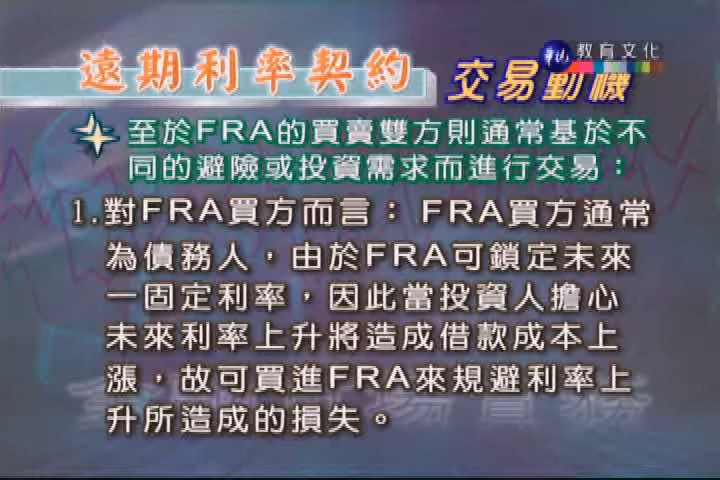 遠期利率契約
交易動機
華視 教育文化
至於FRA的買賣雙方則通常基於不
同的避險或投資需求而進行交易：
1.對FRA買方而言：FRA買方通常
為債務人，由於FRA可鎖定未來
一固定利率，因此當投資人擔心
未來利率上升將造成借款成本上
漲，故可買進FRA來規避利率上
升所造成的損失。